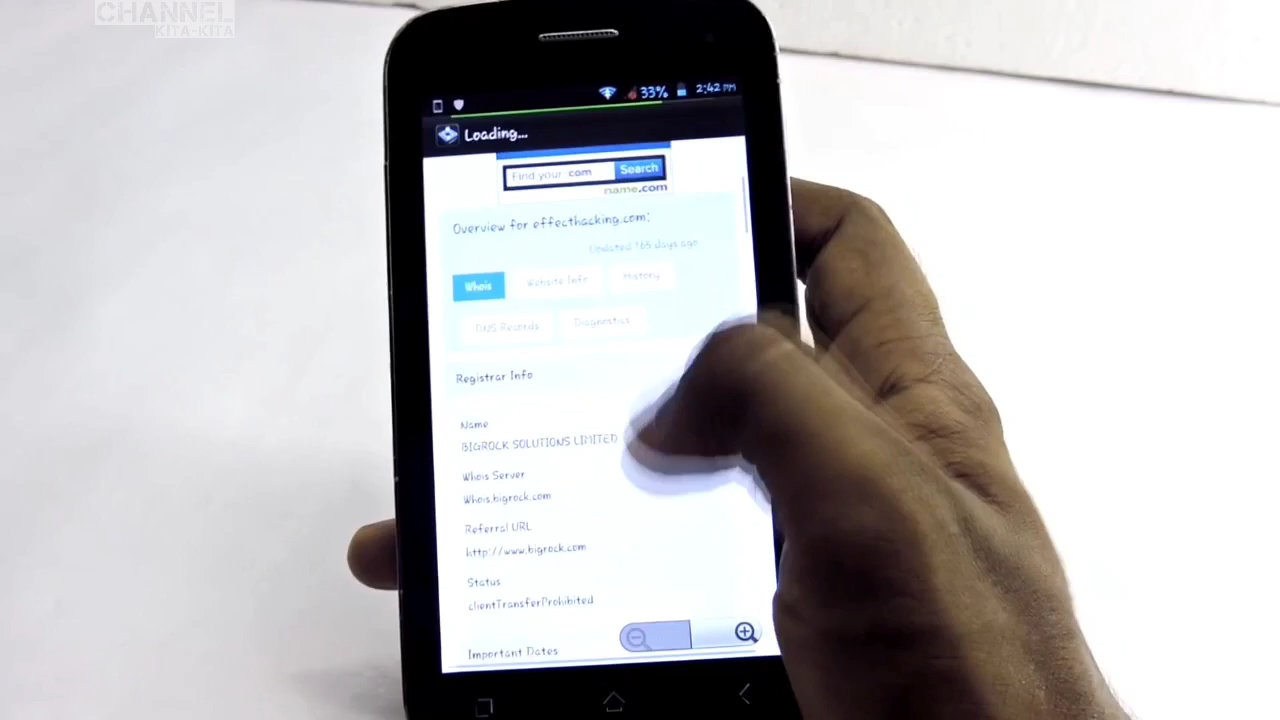 CHANNEL
KITA-KITA
33% 2:42 PM
Loading...
Find your .com Search
name.com
Overview for effecthacking.com:
Updated 165 days ago
Whois Website Info History
DNS Records Diagnostics
Registrar Info
Name
BIGROCK SOLUTIONS LIMITED
Whois Server
Whois.bigrock.com
Referral URL
http://www.bigrock.com
Status
clientTransferProhibited
Important Dates